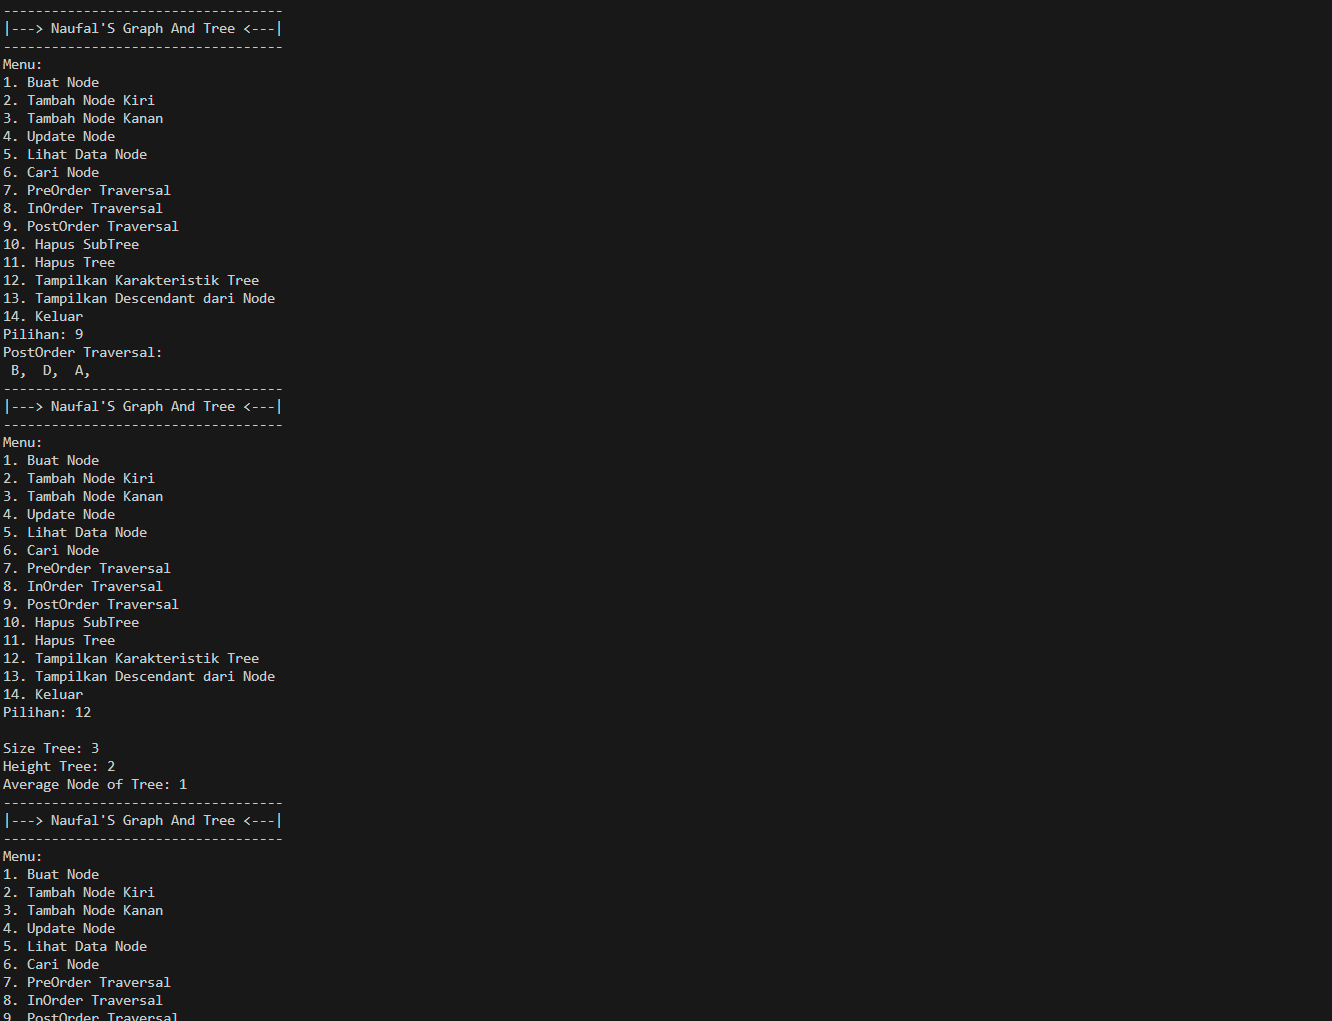 -----------------------------------
|---> Naufal'S Graph And Tree <---|
-----------------------------------
Menu:
1. Buat Node
2. Tambah Node Kiri
3. Tambah Node Kanan
4. Update Node
5. Lihat Data Node
6. Cari Node
7. PreOrder Traversal
8. InOrder Traversal
9. PostOrder Traversal
10. Hapus SubTree
11. Hapus Tree
12. Tampilkan Karakteristik Tree
13. Tampilkan Descendant dari Node
14. Keluar
Pilihan: 9
PostOrder Traversal:
 B,  D,  A,
-----------------------------------
|---> Naufal'S Graph And Tree <---|
-----------------------------------
Menu:
1. Buat Node
2. Tambah Node Kiri
3. Tambah Node Kanan
4. Update Node
5. Lihat Data Node
6. Cari Node
7. PreOrder Traversal
8. InOrder Traversal
9. PostOrder Traversal
10. Hapus SubTree
11. Hapus Tree
12. Tampilkan Karakteristik Tree
13. Tampilkan Descendant dari Node
14. Keluar
Pilihan: 12

Size Tree: 3
Height Tree: 2
Average Node of Tree: 1
-----------------------------------
|---> Naufal'S Graph And Tree <---|
-----------------------------------
Menu:
1. Buat Node
2. Tambah Node Kiri
3. Tambah Node Kanan
4. Update Node
5. Lihat Data Node
6. Cari Node
7. PreOrder Traversal
8. InOrder Traversal
9. PostOrder Traversal